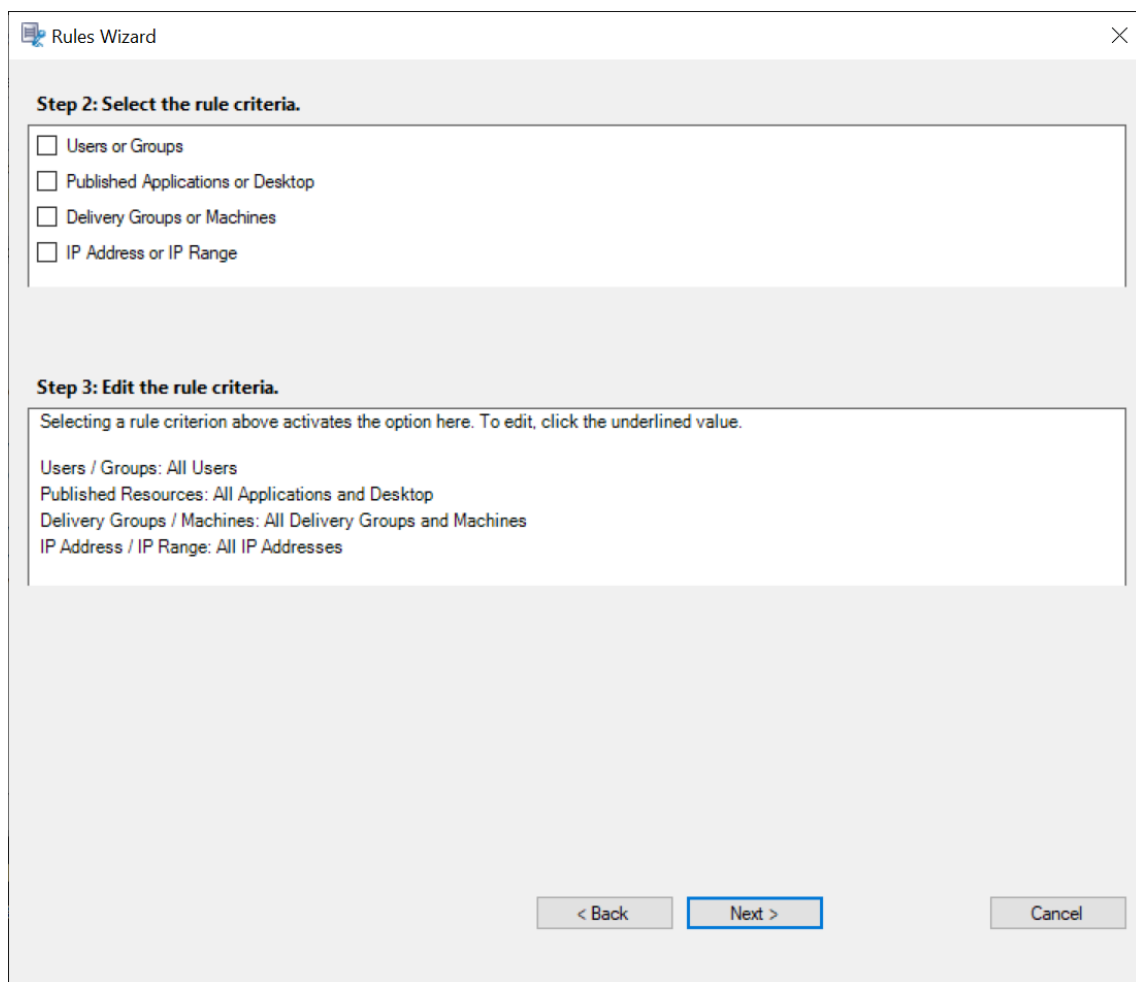 Rules Wizard
Step 2: Select the rule criteria.
Users or Groups
Published Applications or Desktop
Delivery Groups or Machines
IP Address or IP Range
Step 3: Edit the rule criteria.
Selecting a rule criterion above activates the option here. To edit, click the underlined value.
Users / Groups: All Users
Published Resources: All Applications and Desktop
Delivery Groups / Machines: All Delivery Groups and Machines
IP Address / IP Range: All IP Addresses
< Back
Next >
Cancel